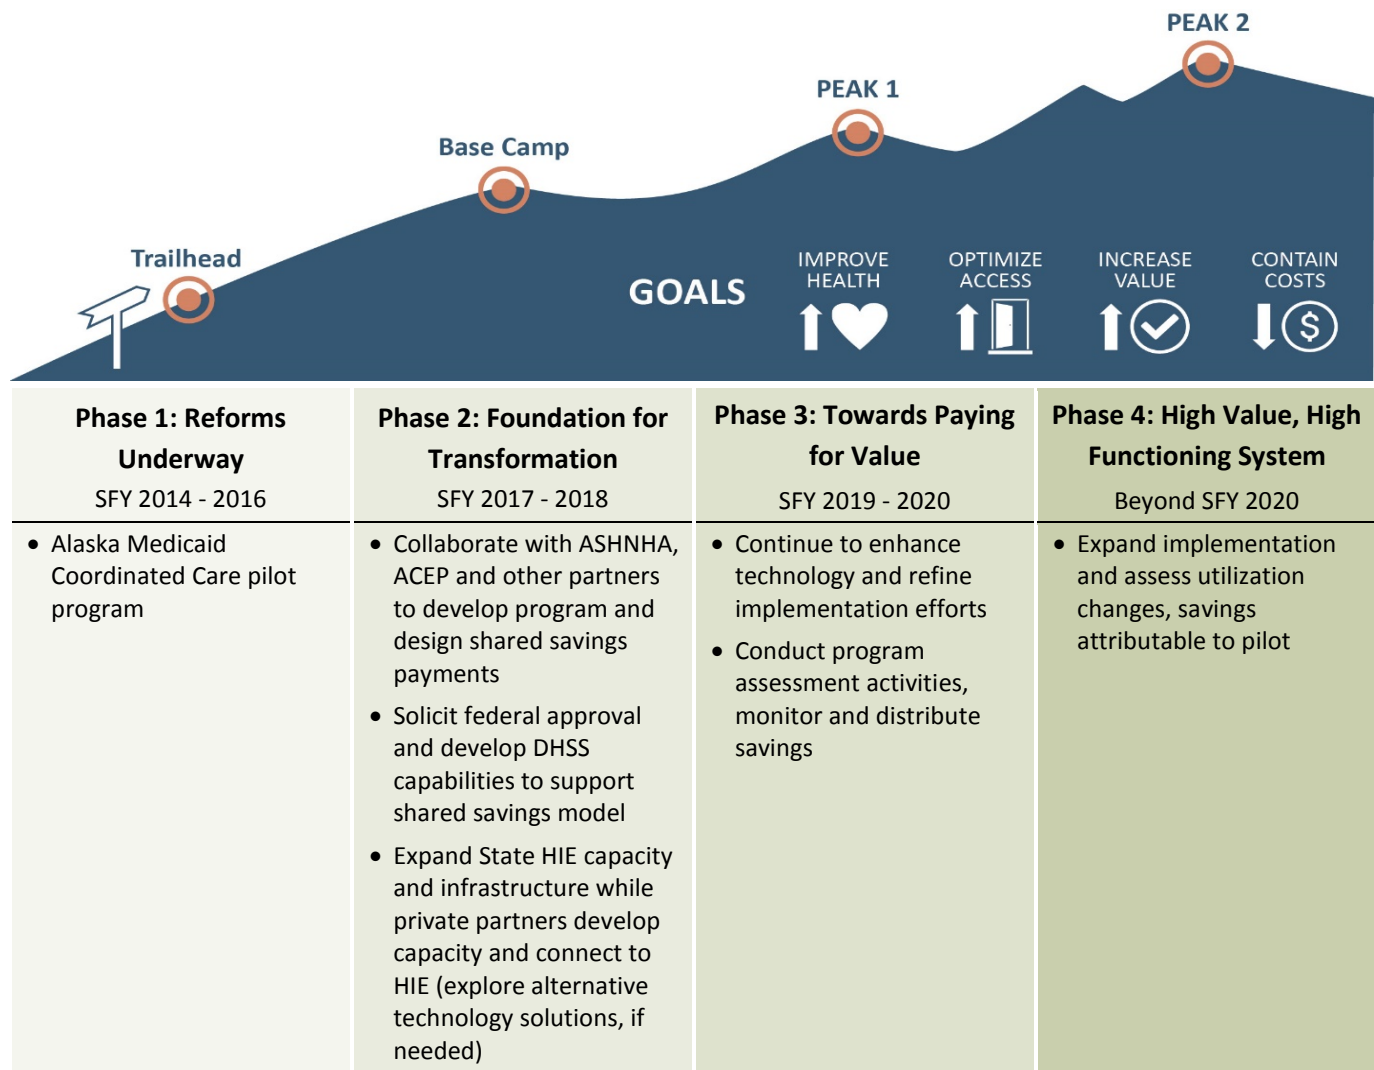 PEAK 2
PEAK 1
Base Camp
Trailhead
GOALS
IMPROVE
HEALTH
OPTIMIZE
ACCESS
INCREASE
VALUE
CONTAIN
COSTS
$
Phase 1: Reforms
Underway
SFY 2014 - 2016
• Alaska Medicaid
Coordinated Care pilot
program
Phase 2: Foundation for
Transformation
SFY 2017 - 2018
• Collaborate with ASHNHA,
ACEP and other partners
to develop program and
design shared savings
payments
• Solicit federal approval
and develop DHSS
capabilities to support
shared savings model
• Expand State HIE capacity
and infrastructure while
private partners develop
capacity and connect to
HIE (explore alternative
technology solutions, if
needed)
Phase 3: Towards Paying
for Value
SFY 2019 - 2020
• Continue to enhance
technology and refine
implementation efforts
• Conduct program
assessment activities,
monitor and distribute
savings
Phase 4: High Value, High
Functioning System
Beyond SFY 2020
• Expand implementation
and assess utilization
changes, savings
attributable to pilot